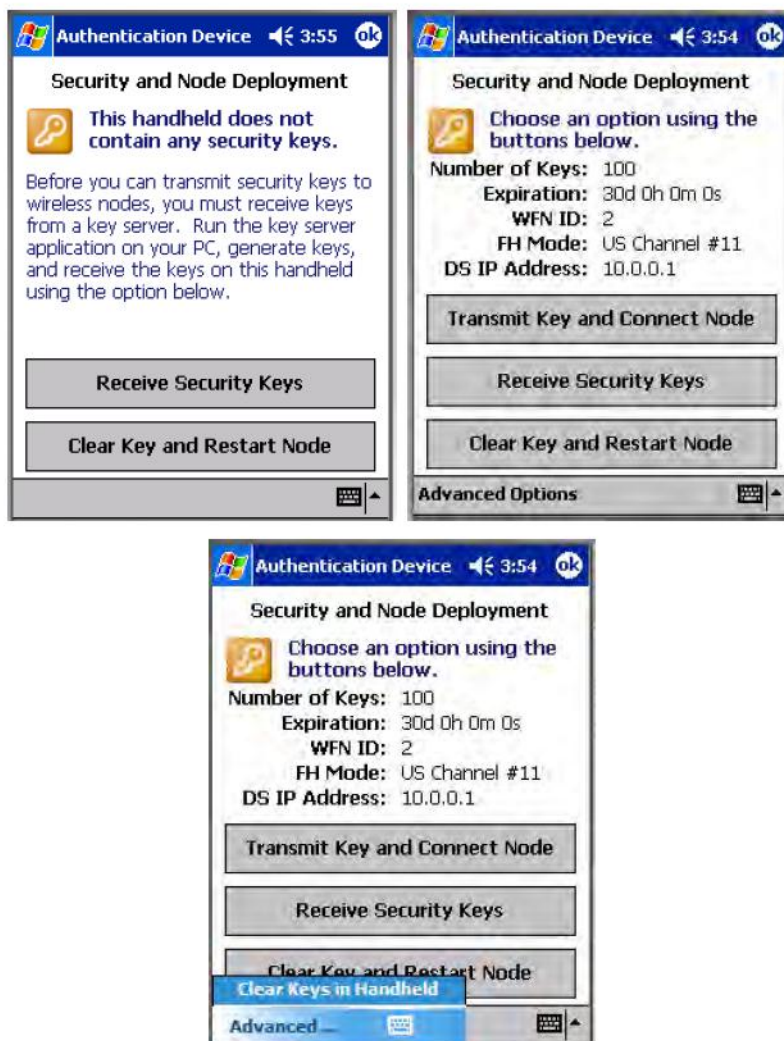 Authentication Device 3:55 ok
Security and Node Deployment
This handheld does not
contain any security keys.
Before you can transmit security keys to
wireless nodes, you must receive keys
from a key server. Run the key server
application on your PC, generate keys,
and receive the keys on this handheld
using the option below.
Receive Security Keys
Clear Key and Restart Node
Authentication Device 3:54 ok
Security and Node Deployment
Choose an option using the
buttons below.
Number of Keys: 100
Expiration: 30d 0h 0m 0s
WFN ID: 2
FH Mode: US Channel #11
DS IP Address: 10.0.0.1
Transmit Key and Connect Node
Receive Security Keys
Clear Key and Restart Node
Advanced Options
Authentication Device 3:54 ok
Security and Node Deployment
Choose an option using the
buttons below.
Number of Keys: 100
Expiration: 30d 0h 0m 0s
WFN ID: 2
FH Mode: US Channel #11
DS IP Address: 10.0.0.1
Transmit Key and Connect Node
Receive Security Keys
Clear Key and Restart Node
Clear Keys in Handheld
Advanced ...